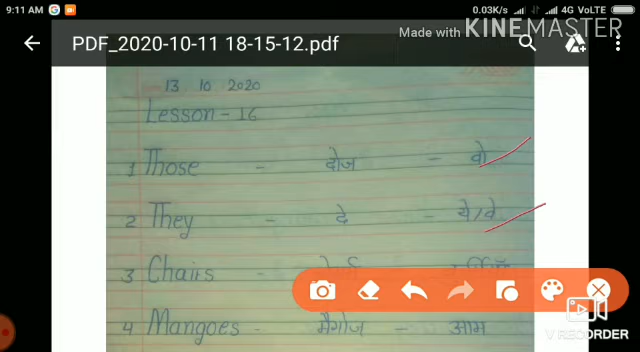 9:11 AM G 0.03K/s 4G VoLTE
Made with KINEMASTER
PDF_2020-10-11 18-15-12.pdf
13 10 2020
Lesson - 16
1 Those - दोज - वो
2 They - दे - ये/वे
3 Chairs -
4 Mangoes - मैंगोज - आम
V RECORDER